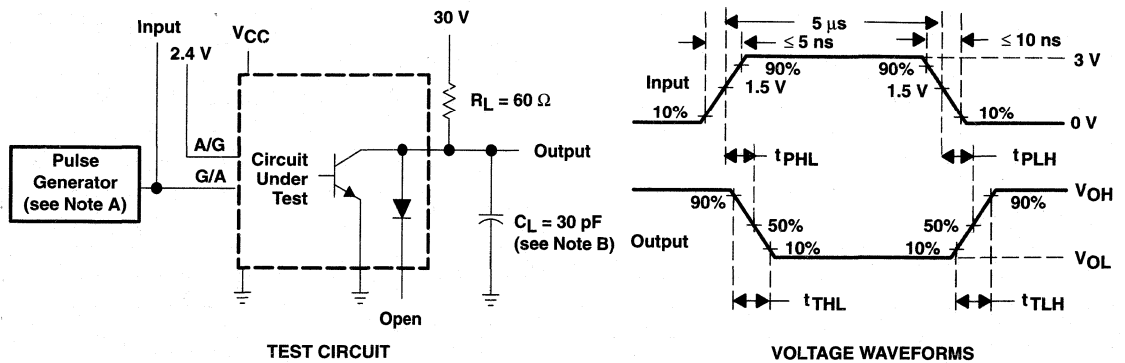 Input
2.4 V
VCC
30 V
RL = 60 Ω
A/G
G/A
Pulse
Generator
(see Note A)
Circuit
Under
Test
Output
CL = 30 pF
(see Note B)
Open
TEST CIRCUIT
5 µs
≤ 5 ns
≤ 10 ns
Input
90%
90%
3 V
1.5 V
1.5 V
10%
10%
0 V
tPHL
tPLH
90%
90%
VOH
Output
50%
50%
10%
10%
VOL
tTHL
tTLH
VOLTAGE WAVEFORMS